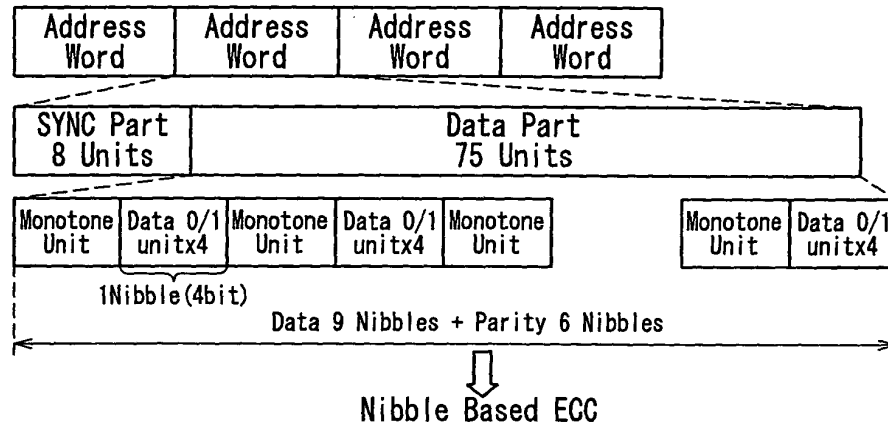 Address Word
Address Word
Address Word
Address Word
SYNC Part
8 Units
Data Part
75 Units
Monotone Unit
Data 0/1 unitx4
Monotone Unit
Data 0/1 unitx4
Monotone Unit
Monotone Unit
Data 0/1 unitx4
1Nibble(4bit)
Data 9 Nibbles + Parity 6 Nibbles
Nibble Based ECC